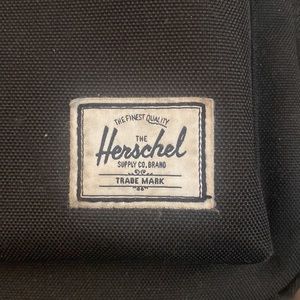 THE FINEST QUALITY
THE
Herschel
SUPPLY CO. BRAND
TRADE MARK